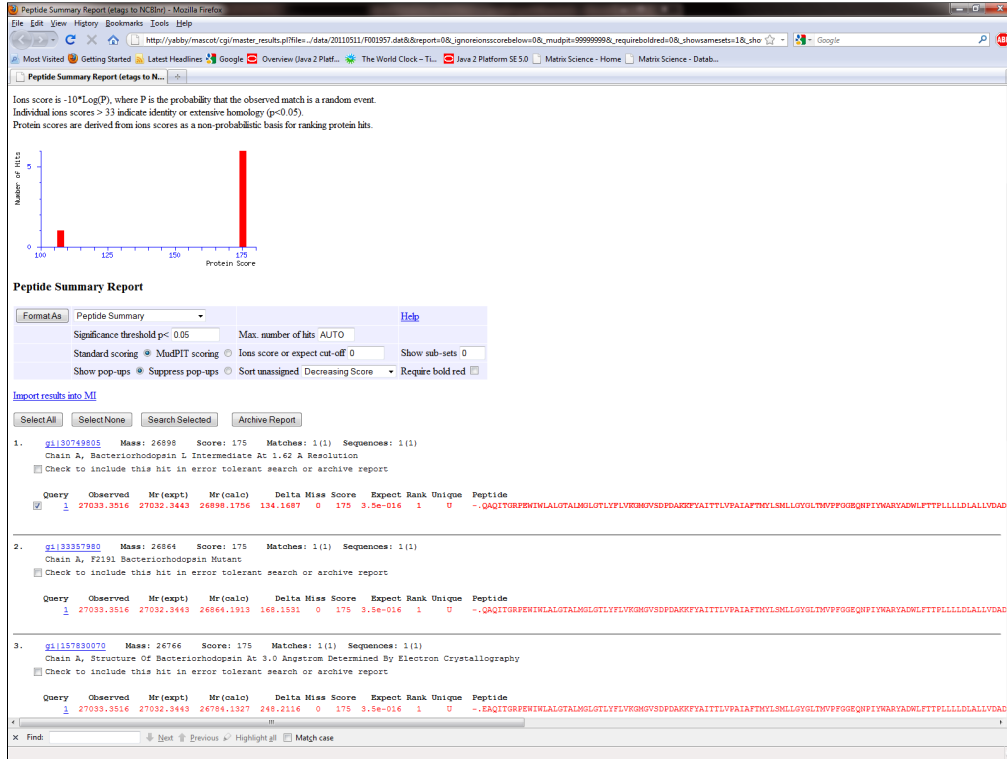 Peptide Summary Report (etags to NCBInr) - Mozilla Firefox
File Edit View History Bookmarks Tools Help
http://yabby/mascot/cgi/master_results.pl?file=../data/20110511/F001957.dat&&report=0&_ignoreionsscorebelow=0&_mudpit=99999999&_requireboldred=0&_showsamesets=1&_sho Google
Most Visited Getting Started Latest Headlines Google Overview (Java 2 Platf... The World Clock – Ti... Java 2 Platform SE 5.0 Matrix Science - Home Matrix Science - Datab...
Peptide Summary Report (etags to N...
Ions score is -10*Log(P), where P is the probability that the observed match is a random event.
Individual ions scores > 33 indicate identity or extensive homology (p<0.05).
Protein scores are derived from ions scores as a non-probabilistic basis for ranking protein hits.
Number of Hits
5
0
100 125 150 175
Protein Score
Peptide Summary Report
Format As Peptide Summary Help
Significance threshold p< 0.05 Max. number of hits AUTO
Standard scoring MudPIT scoring Ions score or expect cut-off 0 Show sub-sets 0
Show pop-ups Suppress pop-ups Sort unassigned Decreasing Score Require bold red
Import results into MI
Select All Select None Search Selected Archive Report
1. gi|30749805 Mass: 26898 Score: 175 Matches: 1(1) Sequences: 1(1)
Chain A, Bacteriorhodopsin L Intermediate At 1.62 A Resolution
Check to include this hit in error tolerant search or archive report
Query Observed Mr(expt) Mr(calc) Delta Miss Score Expect Rank Unique Peptide
1 27033.3516 27032.3443 26898.1756 134.1687 0 175 3.5e-016 1 U -.QAQITGRPEWIWLALGTALMGLGTLYFLVKGMGVSDPDAKKFYAITTLVPAIAFTMYLSMLLGYGLTMVPFGGEQNPIYWARYADWLFTTPLLLLDLALLVDAD
2. gi|33357980 Mass: 26864 Score: 175 Matches: 1(1) Sequences: 1(1)
Chain A, F219l Bacteriorhodopsin Mutant
Check to include this hit in error tolerant search or archive report
Query Observed Mr(expt) Mr(calc) Delta Miss Score Expect Rank Unique Peptide
1 27033.3516 27032.3443 26864.1913 168.1531 0 175 3.5e-016 1 U -.QAQITGRPEWIWLALGTALMGLGTLYFLVKGMGVSDPDAKKFYAITTLVPAIAFTMYLSMLLGYGLTMVPFGGEQNPIYWARYADWLFTTPLLLLDLALLVDAD
3. gi|157830070 Mass: 26766 Score: 175 Matches: 1(1) Sequences: 1(1)
Chain A, Structure Of Bacteriorhodopsin At 3.0 Angstrom Determined By Electron Crystallography
Check to include this hit in error tolerant search or archive report
Query Observed Mr(expt) Mr(calc) Delta Miss Score Expect Rank Unique Peptide
1 27033.3516 27032.3443 26784.1327 248.2116 0 175 3.5e-016 1 U -.EAQITGRPEWIWLALGTALMGLGTLYFLVKGMGVSDPDAKKFYAITTLVPAIAFTMYLSMLLGYGLTMVPFGGEQNPIYWARYADWLFTTPLLLLDLALLVDAD
Find: Next Previous Highlight all Match case